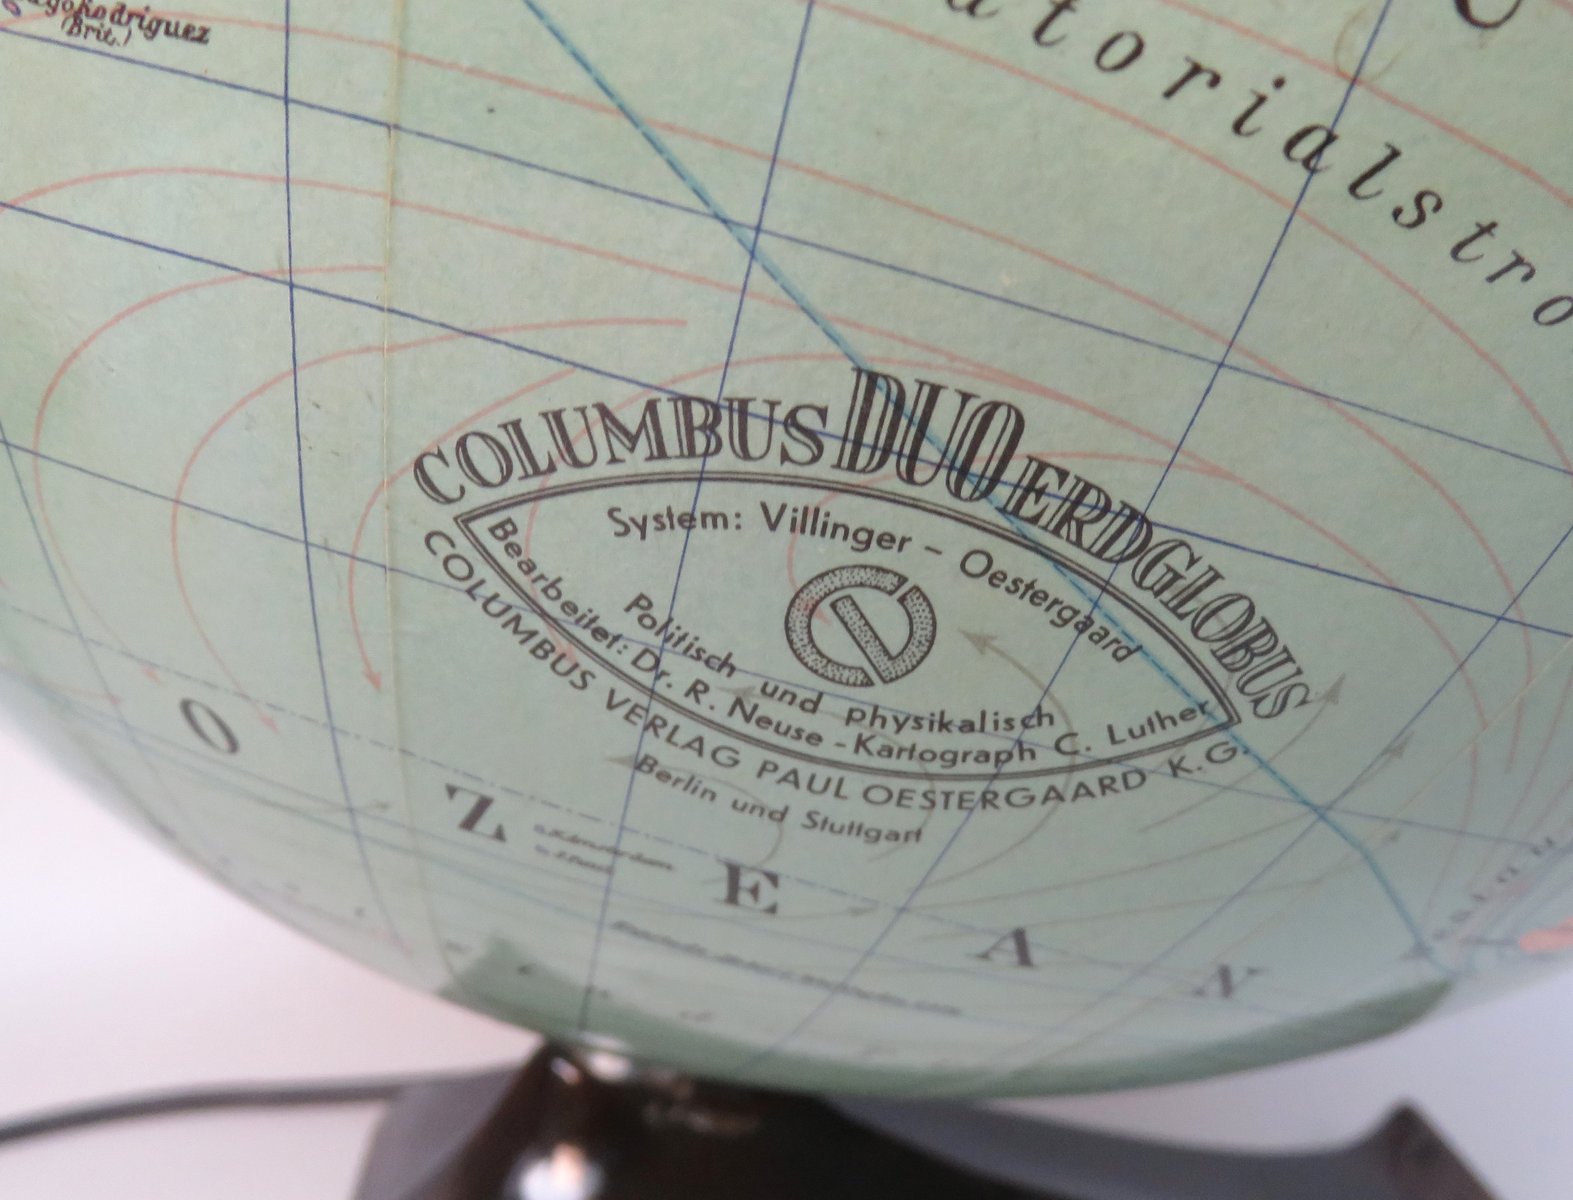 Rodriguez
(Brit.)
atorialstro
COLUMBUS DUO ERDGLOBUS
System: Villinger – Oestergaard
Politisch und physikalisch
Bearbeitet: Dr. R. Neuse - Kartograph C. Luther
COLUMBUS VERLAG PAUL OESTERGAARD K.G.
Berlin und Stuttgart
OZEAN